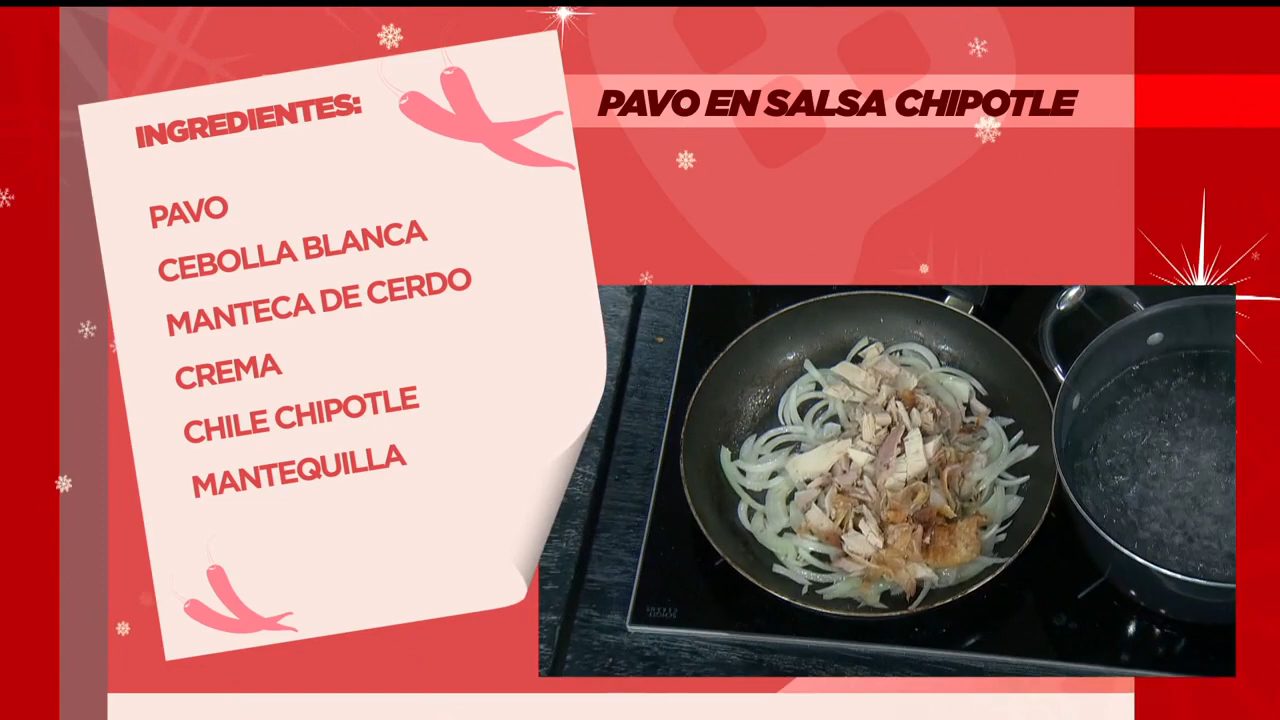 INGREDIENTES:
PAVO
CEBOLLA BLANCA
MANTECA DE CERDO
CREMA
CHILE CHIPOTLE
MANTEQUILLA
PAVO EN SALSA CHIPOTLE